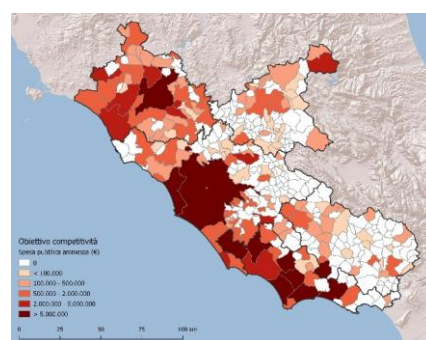 Obiettivo competitività
Spesa pubblica ammessa (€)
0
< 100.000
100.000 - 500.000
500.000 - 2.000.000
2.000.000 - 5.000.000
> 5.000.000
0 25 50 75 100 km